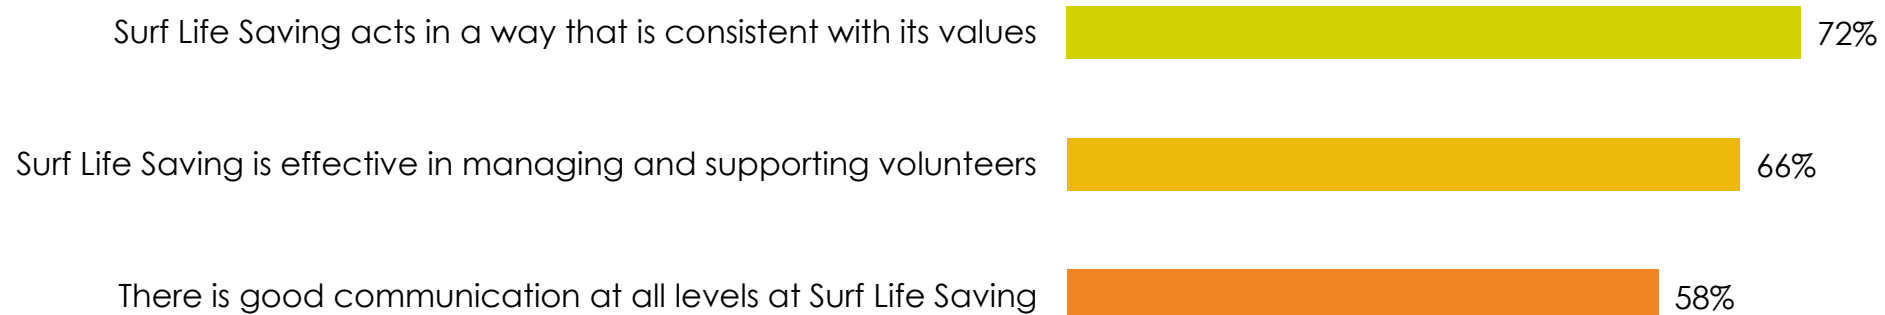 Surf Life Saving acts in a way that is consistent with its values 72%
Surf Life Saving is effective in managing and supporting volunteers 66%
There is good communication at all levels at Surf Life Saving 58%